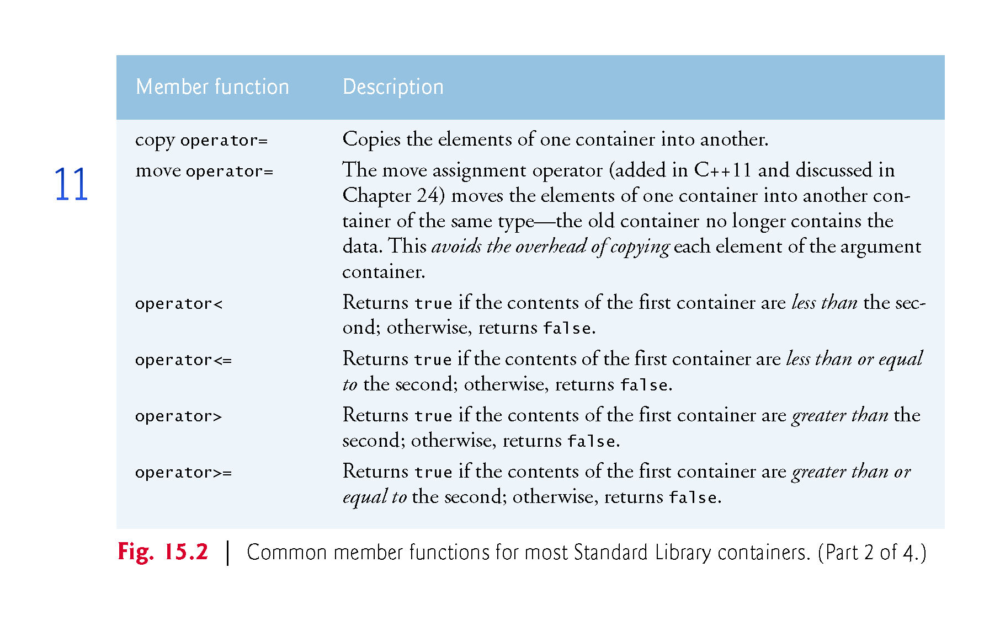 Member function Description
copy operator= Copies the elements of one container into another.
11 move operator= The move assignment operator (added in C++11 and discussed in
Chapter 24) moves the elements of one container into another con-
tainer of the same type—the old container no longer contains the
data. This avoids the overhead of copying each element of the argument
container.
operator< Returns true if the contents of the first container are less than the sec-
ond; otherwise, returns false.
operator<= Returns true if the contents of the first container are less than or equal
to the second; otherwise, returns false.
operator> Returns true if the contents of the first container are greater than the
second; otherwise, returns false.
operator>= Returns true if the contents of the first container are greater than or
equal to the second; otherwise, returns false.
Fig. 15.2 | Common member functions for most Standard Library containers. (Part 2 of 4.)